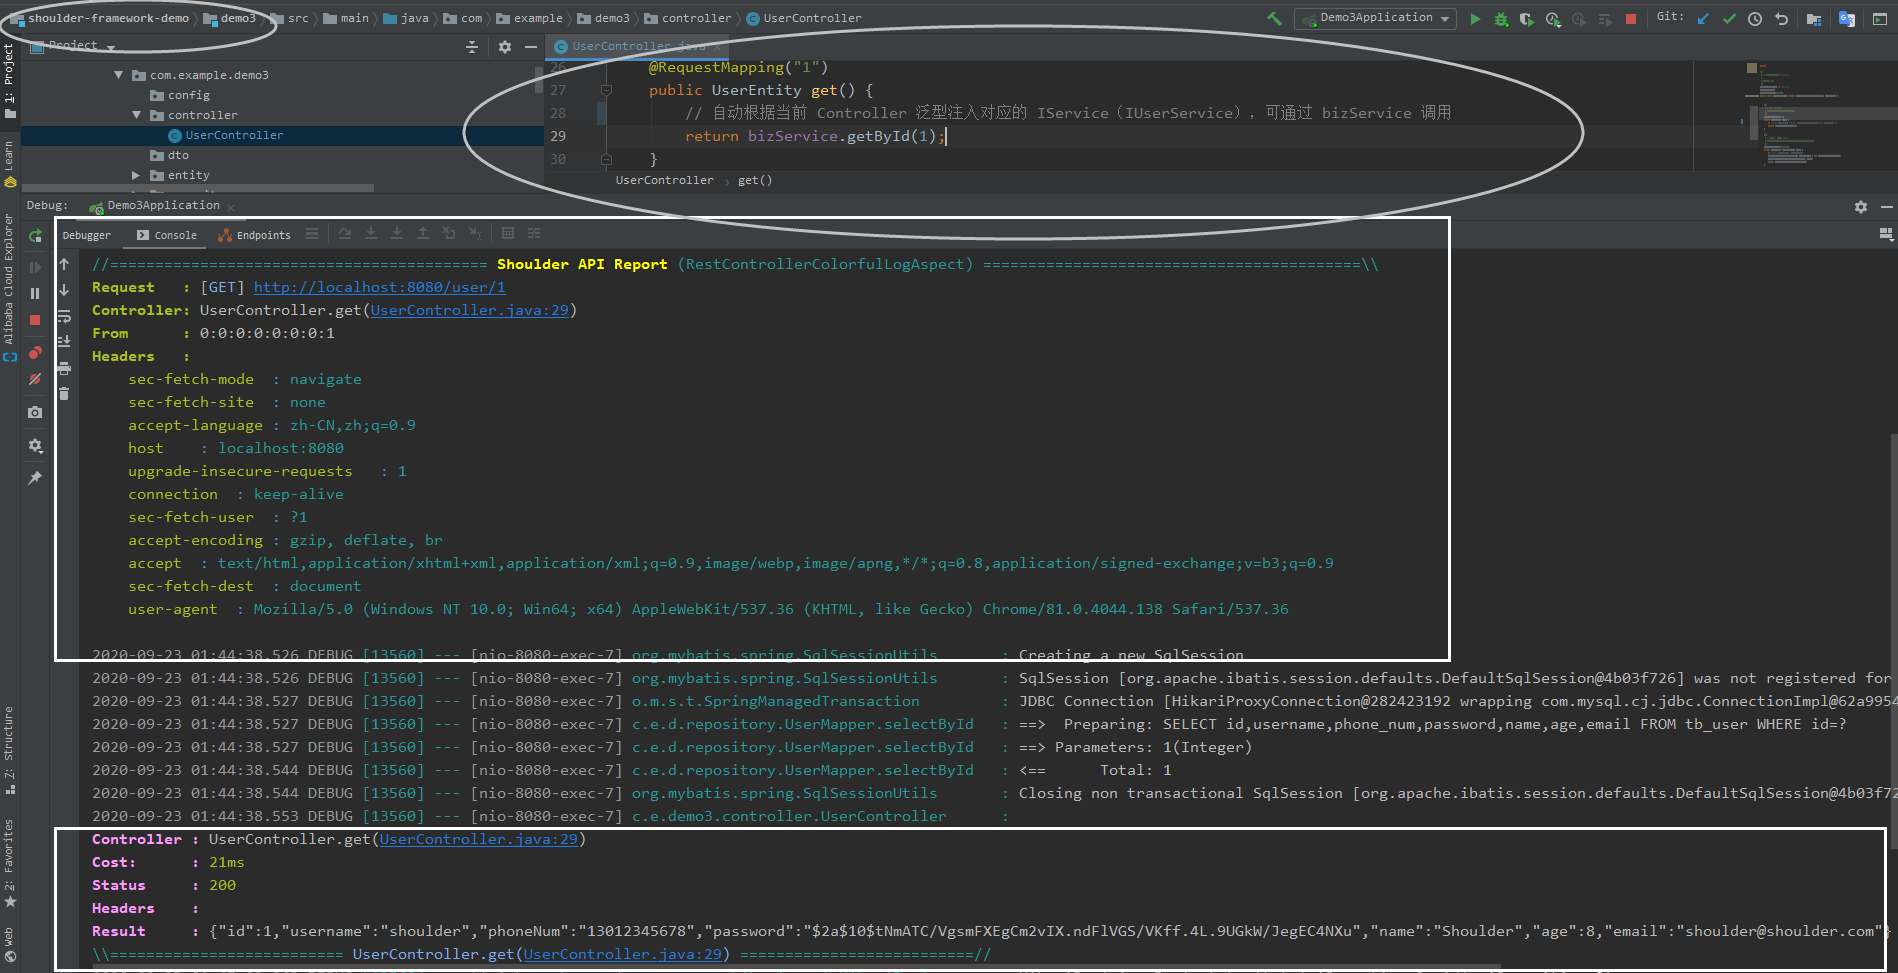 shoulder-framework-demo demo3 src main java com example demo3 controller UserController
Demo3Application Git:
Project
UserController.java
1: Project
com.example.demo3
config
controller
UserController
dto
entity
26 @RequestMapping("1")
27 public UserEntity get() {
28 // 自动根据当前 Controller 泛型注入对应的 IService（IUserService），可通过 bizService 调用
29 return bizService.getById(1);
30 }
UserController › get()
Learn
Alibaba Cloud Explorer
Z: Structure
2: Favorites
Web
Debug: Demo3Application
Debugger Console Endpoints
//========================================== Shoulder API Report (RestControllerColorfulLogAspect) ==========================================\\
Request : [GET] http://localhost:8080/user/1
Controller: UserController.get(UserController.java:29)
From : 0:0:0:0:0:0:0:1
Headers :
sec-fetch-mode : navigate
sec-fetch-site : none
accept-language : zh-CN,zh;q=0.9
host : localhost:8080
upgrade-insecure-requests : 1
connection : keep-alive
sec-fetch-user : ?1
accept-encoding : gzip, deflate, br
accept : text/html,application/xhtml+xml,application/xml;q=0.9,image/webp,image/apng,*/*;q=0.8,application/signed-exchange;v=b3;q=0.9
sec-fetch-dest : document
user-agent : Mozilla/5.0 (Windows NT 10.0; Win64; x64) AppleWebKit/537.36 (KHTML, like Gecko) Chrome/81.0.4044.138 Safari/537.36
2020-09-23 01:44:38.526 DEBUG [13560] --- [nio-8080-exec-7] org.mybatis.spring.SqlSessionUtils : Creating a new SqlSession
2020-09-23 01:44:38.526 DEBUG [13560] --- [nio-8080-exec-7] org.mybatis.spring.SqlSessionUtils : SqlSession [org.apache.ibatis.session.defaults.DefaultSqlSession@4b03f726] was not registered for
2020-09-23 01:44:38.527 DEBUG [13560] --- [nio-8080-exec-7] o.m.s.t.SpringManagedTransaction : JDBC Connection [HikariProxyConnection@282423192 wrapping com.mysql.cj.jdbc.ConnectionImpl@62a9954
2020-09-23 01:44:38.527 DEBUG [13560] --- [nio-8080-exec-7] c.e.d.repository.UserMapper.selectById : ==> Preparing: SELECT id,username,phone_num,password,name,age,email FROM tb_user WHERE id=?
2020-09-23 01:44:38.527 DEBUG [13560] --- [nio-8080-exec-7] c.e.d.repository.UserMapper.selectById : ==> Parameters: 1(Integer)
2020-09-23 01:44:38.544 DEBUG [13560] --- [nio-8080-exec-7] c.e.d.repository.UserMapper.selectById : <== Total: 1
2020-09-23 01:44:38.544 DEBUG [13560] --- [nio-8080-exec-7] org.mybatis.spring.SqlSessionUtils : Closing non transactional SqlSession [org.apache.ibatis.session.defaults.DefaultSqlSession@4b03f72
2020-09-23 01:44:38.553 DEBUG [13560] --- [nio-8080-exec-7] c.e.demo3.controller.UserController :
Controller : UserController.get(UserController.java:29)
Cost: : 21ms
Status : 200
Headers :
Result : {"id":1,"username":"shoulder","phoneNum":"13012345678","password":"$2a$10$tNmATC/VgsmFXEgCm2vIX.ndFlVGS/VKff.4L.9UGkW/JegEC4NXu","name":"Shoulder","age":8,"email":"shoulder@shoulder.com"}
\\========================== UserController.get(UserController.java:29) ==========================//